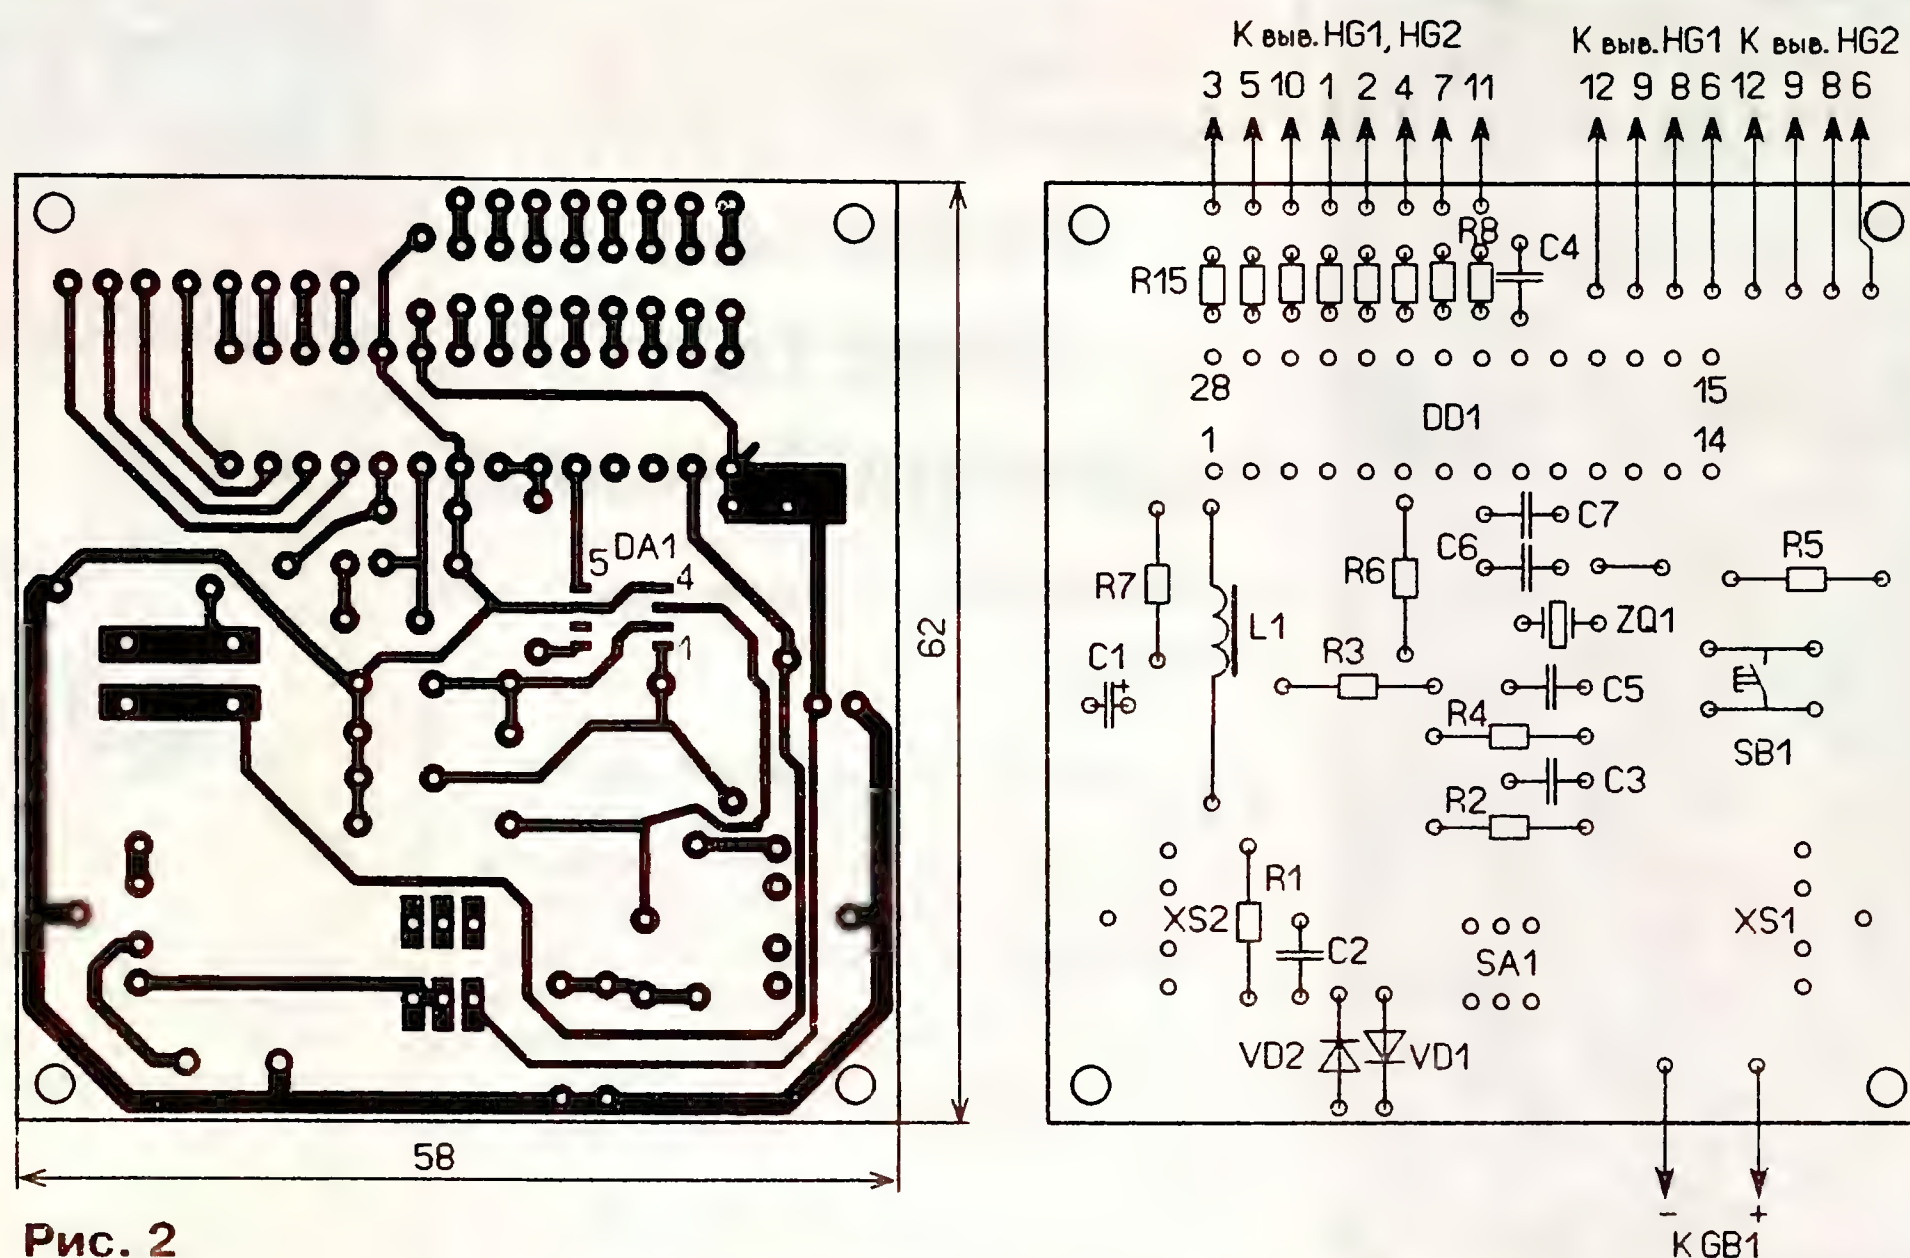 К выв. HG1, HG2
К выв. HG1 К выв. HG2
3 5 10 1 2 4 7 11
12 9 8 6 12 9 8 6
R8
C4
R15
28
15
DD1
1
14
5 DA1
4
1
C7
C6
R5
R7
R6
L1
ZQ1
C1
+
R3
C5
R4
SB1
C3
R2
R1
XS2
C2
SA1
XS1
VD2
VD1
62
58
- +
К GB1
Рис. 2